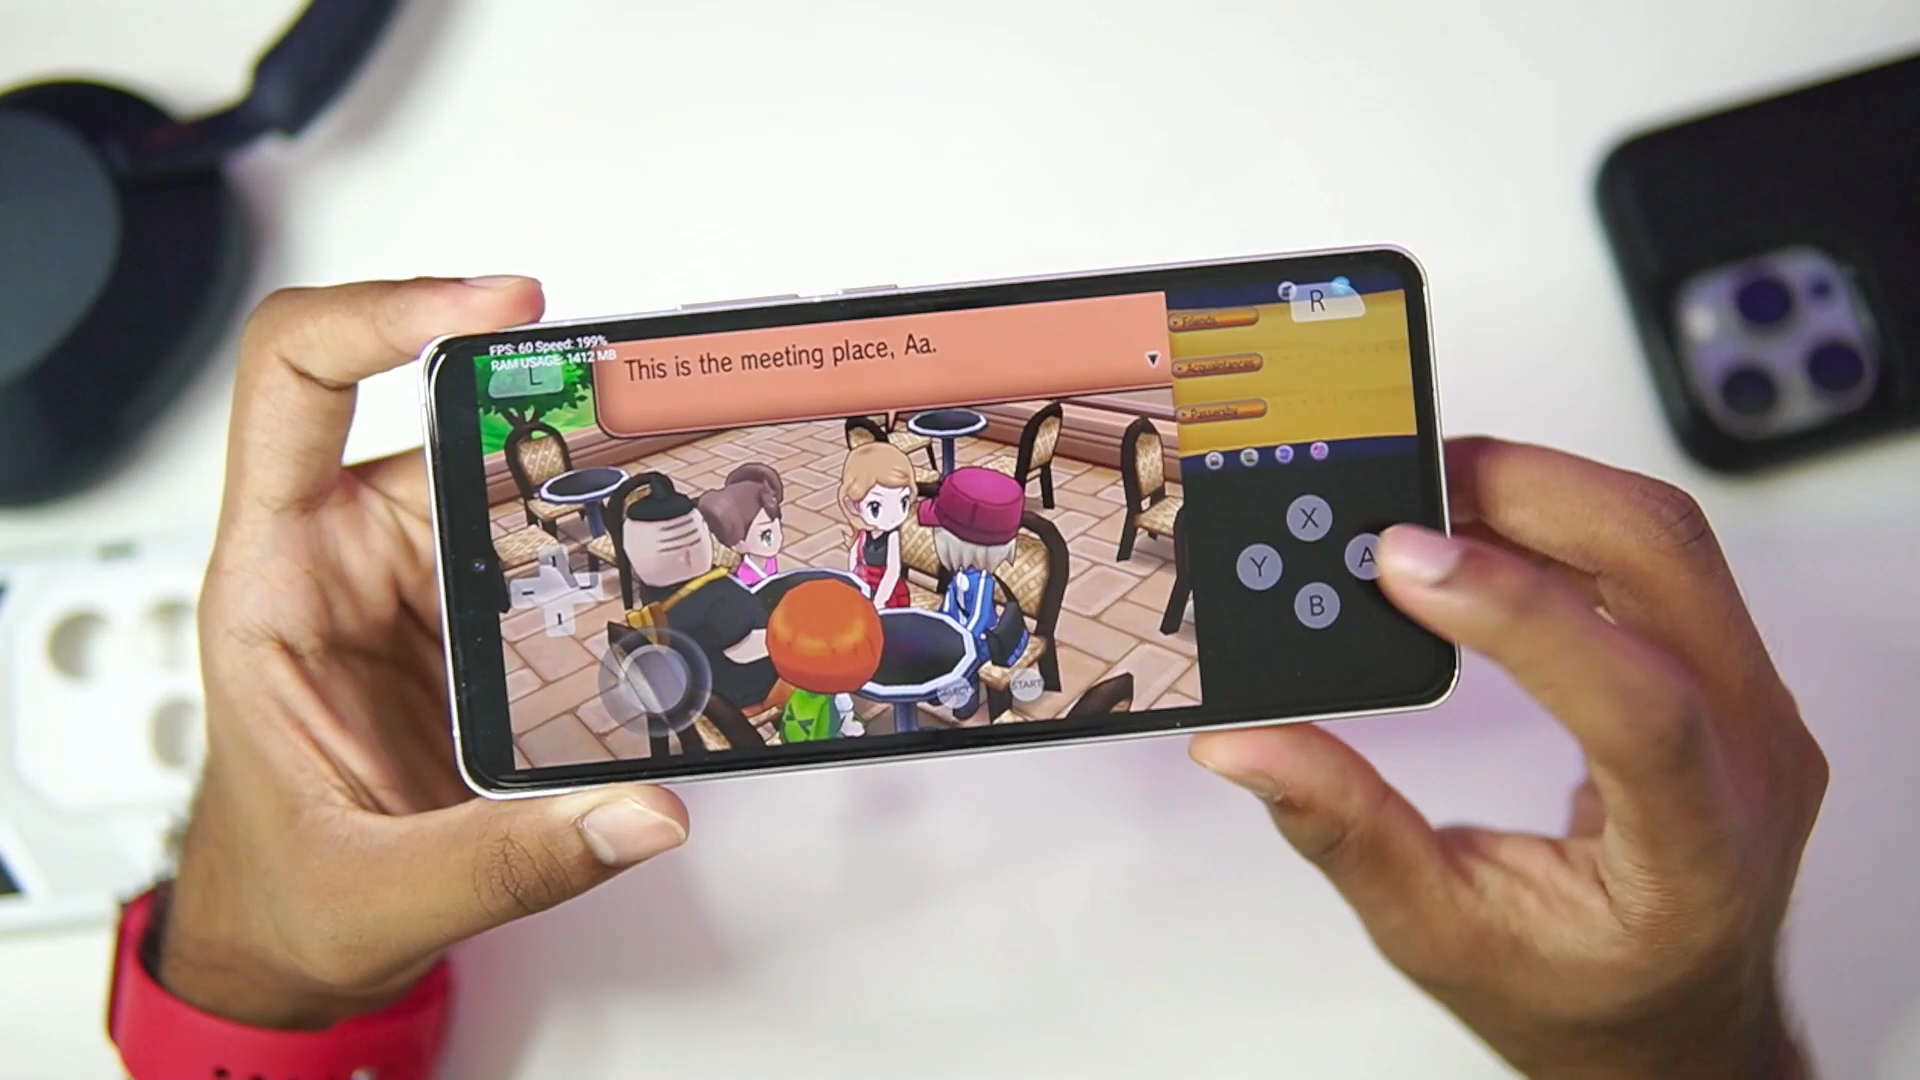 FPS: 60 Speed: 199%
RAM USAGE: 1412 MB
L
This is the meeting place, Aa.
R
Friends
Acquaintances
Passerby
X
Y
A
B
SELECT
START